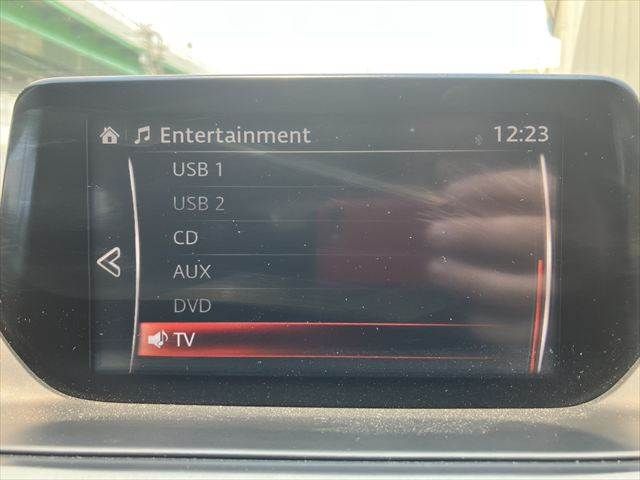 Entertainment 12:23
USB 1
USB 2
CD
AUX
DVD
TV